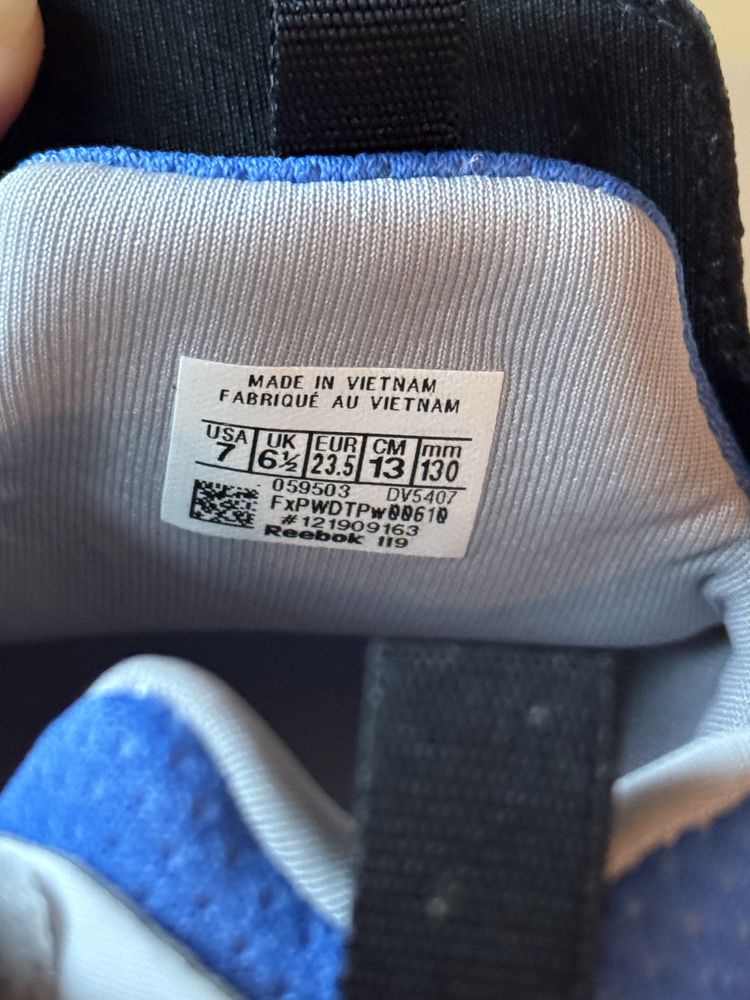 MADE IN VIETNAM
FABRIQUÉ AU VIETNAM
USA UK EUR CM mm
7 6½ 23.5 13 130
059503 DV5407
FxPWDTPw00610
#121909163
Reebok 119